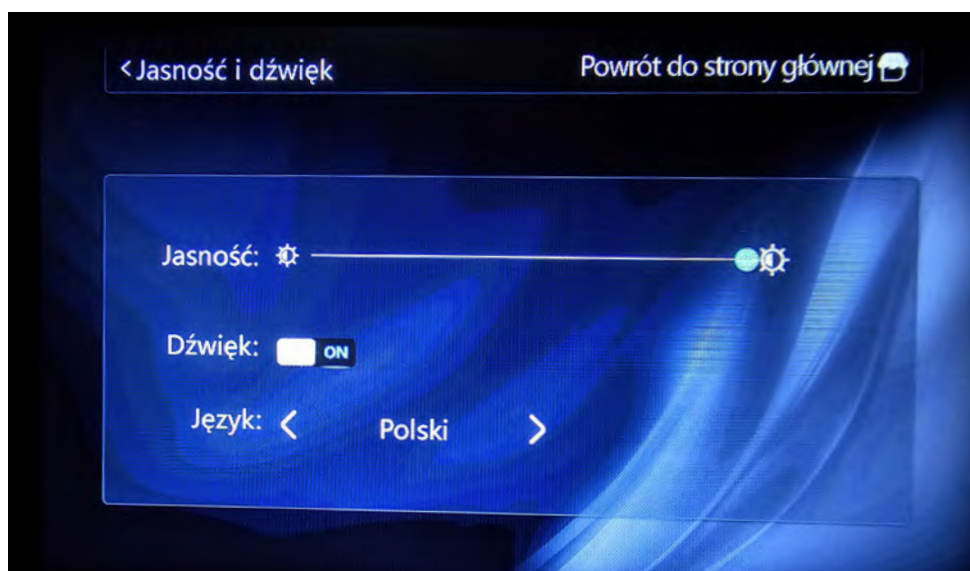 <Jasność i dźwięk Powrót do strony głównej
Jasność:
Dźwięk: ON
Język: < Polski >